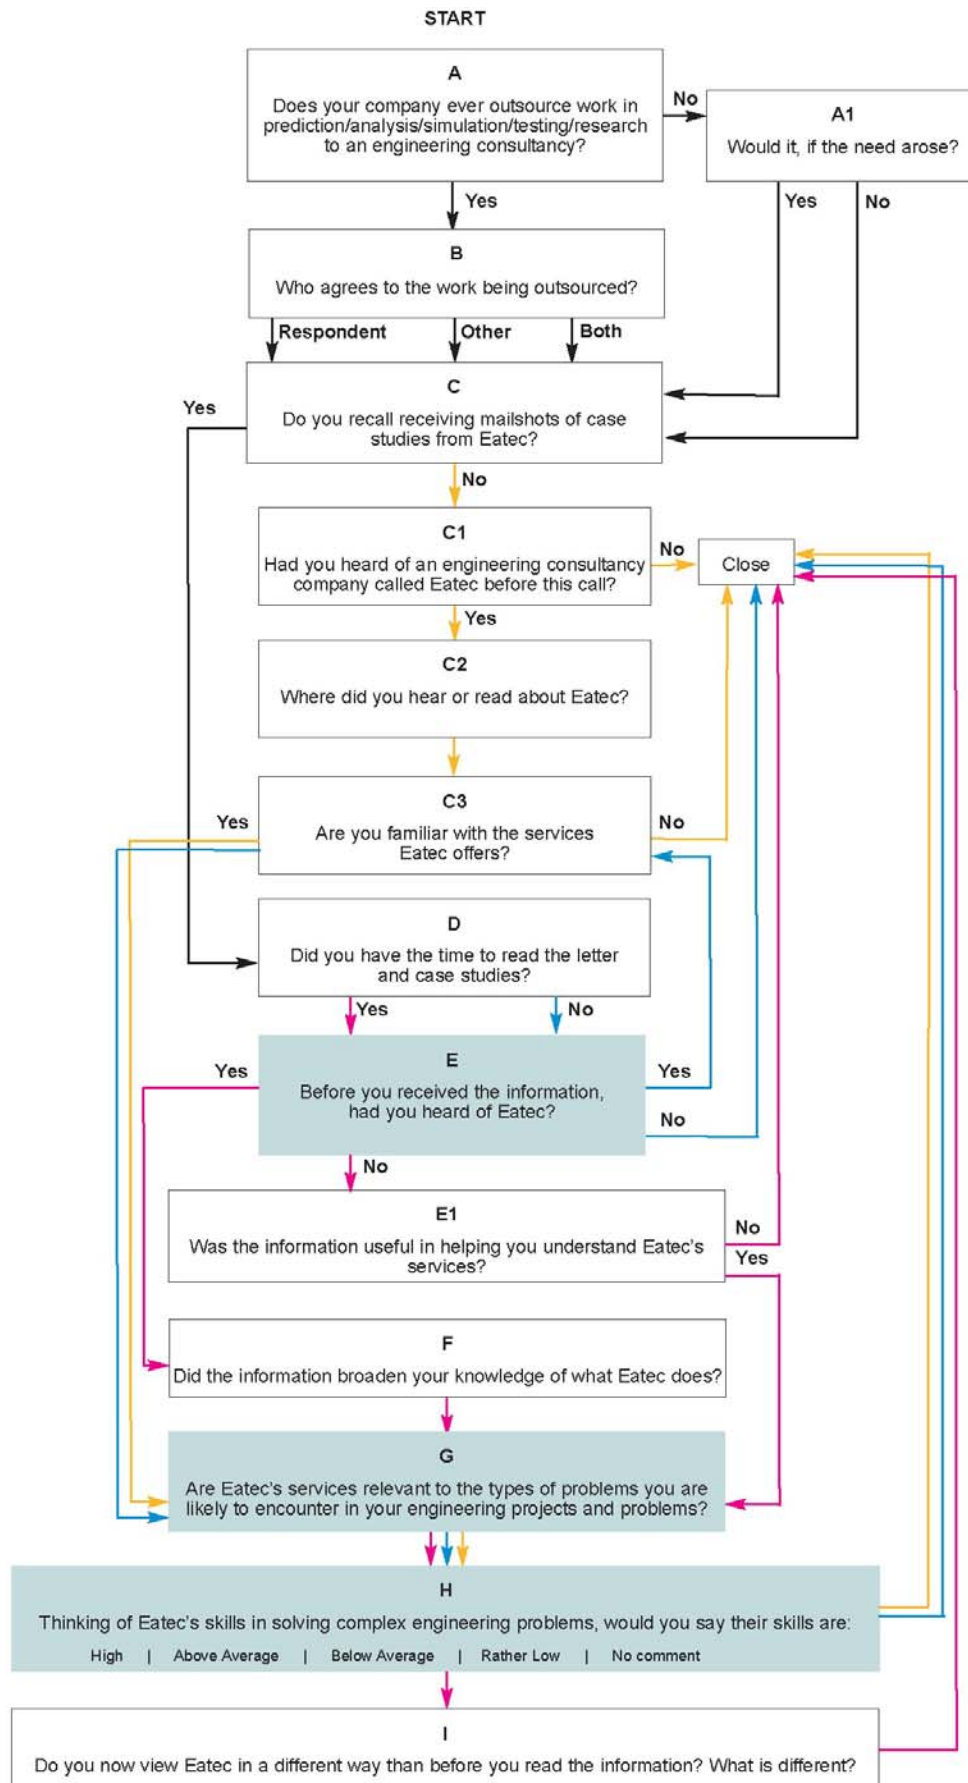 START
A
Does your company ever outsource work in
prediction/analysis/simulation/testing/research
to an engineering consultancy?
No
A1
Would it, if the need arose?
Yes
Yes
No
B
Who agrees to the work being outsourced?
Respondent
Other
Both
C
Do you recall receiving mailshots of case
studies from Eatec?
Yes
No
C1
Had you heard of an engineering consultancy
company called Eatec before this call?
No
Close
Yes
C2
Where did you hear or read about Eatec?
C3
Are you familiar with the services
Eatec offers?
Yes
No
D
Did you have the time to read the letter
and case studies?
Yes
No
E
Before you received the information,
had you heard of Eatec?
Yes
Yes
No
No
E1
Was the information useful in helping you understand Eatec's
services?
No
Yes
F
Did the information broaden your knowledge of what Eatec does?
G
Are Eatec's services relevant to the types of problems you are
likely to encounter in your engineering projects and problems?
H
Thinking of Eatec's skills in solving complex engineering problems, would you say their skills are:
High | Above Average | Below Average | Rather Low | No comment
I
Do you now view Eatec in a different way than before you read the information? What is different?